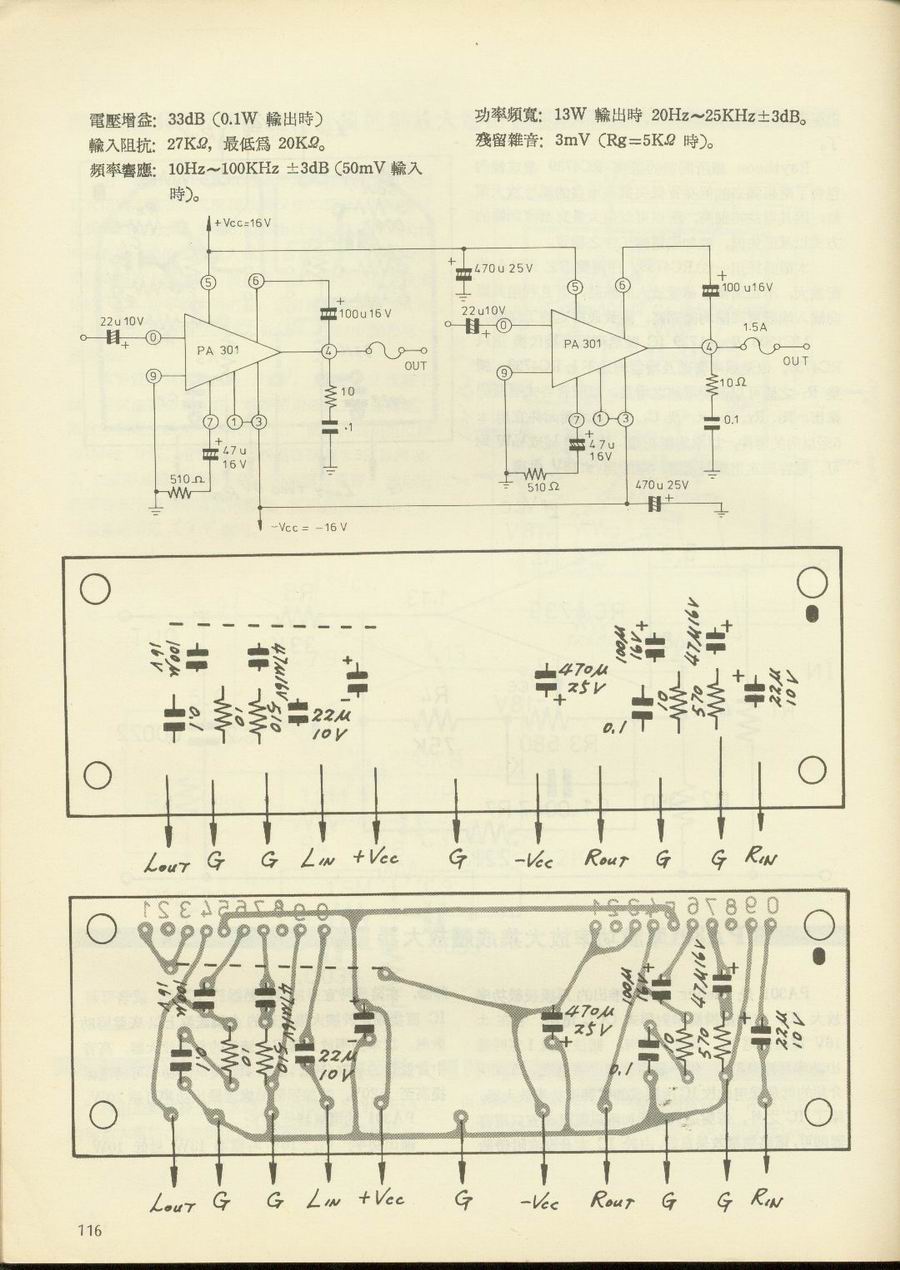 電壓增益: 33dB (0.1W 輸出時)
輸入阻抗: 27KΩ, 最低爲 20KΩ。
頻率響應: 10Hz～100KHz ±3dB (50mV 輸入
時)。
功率頻寬: 13W 輸出時 20Hz～25KHz±3dB。
殘留雜音: 3mV (Rg=5KΩ 時)。
+Vcc=16V
5
6
22u10V
+
0
9
PA 301
+
100u16V
4
OUT
10
.1
7
1
3
+
47u
16V
510Ω
-Vcc = -16V
+
470u 25V
5
6
22u10V
+
0
9
PA 301
+
100u16V
1.5A
4
OUT
10Ω
0.1
7
1
3
+
47u
16V
510Ω
470u 25V
+
100μ
16V
0.1
10
47μ16V
510
22μ
10V
+
-
470μ
25V
+
100μ
16V
+
0.1
10
47μ16V
+
570
+
22μ
10V
LOUT G G LIN +Vcc G -Vcc ROUT G G RIN
0 9 8 7 6 5 4 3 2 1
0 9 8 7 6 5 4 3 2 1
100μ
16V
0.1
10
47μ16V
510
22μ
10V
+
470μ
25V
+
100μ
16V
+
0.1
10
47μ16V
+
570
+
22μ
10V
LOUT G G LIN +Vcc G -Vcc ROUT G G RIN
116